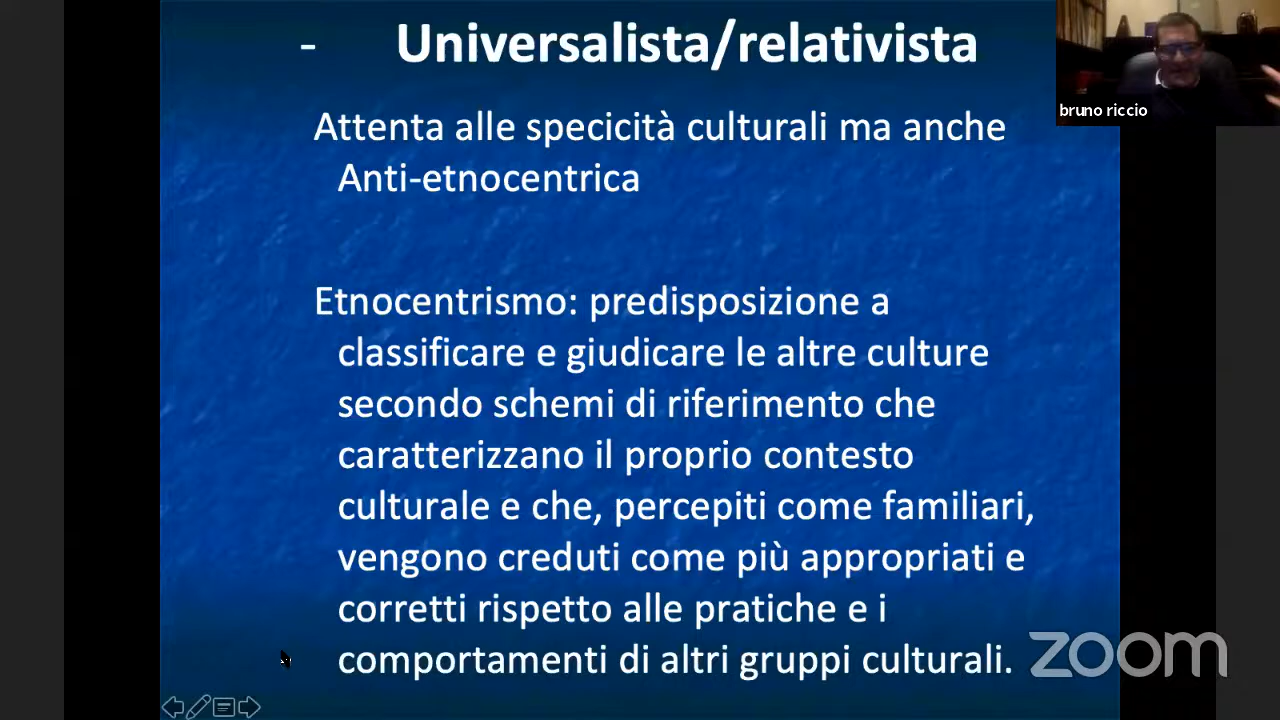 - Universalista/relativista
bruno riccio
Attenta alle specicità culturali ma anche
Anti-etnocentrica
Etnocentrismo: predisposizione a
classificare e giudicare le altre culture
secondo schemi di riferimento che
caratterizzano il proprio contesto
culturale e che, percepiti come familiari,
vengono creduti come più appropriati e
corretti rispetto alle pratiche e i
comportamenti di altri gruppi culturali.
zoom